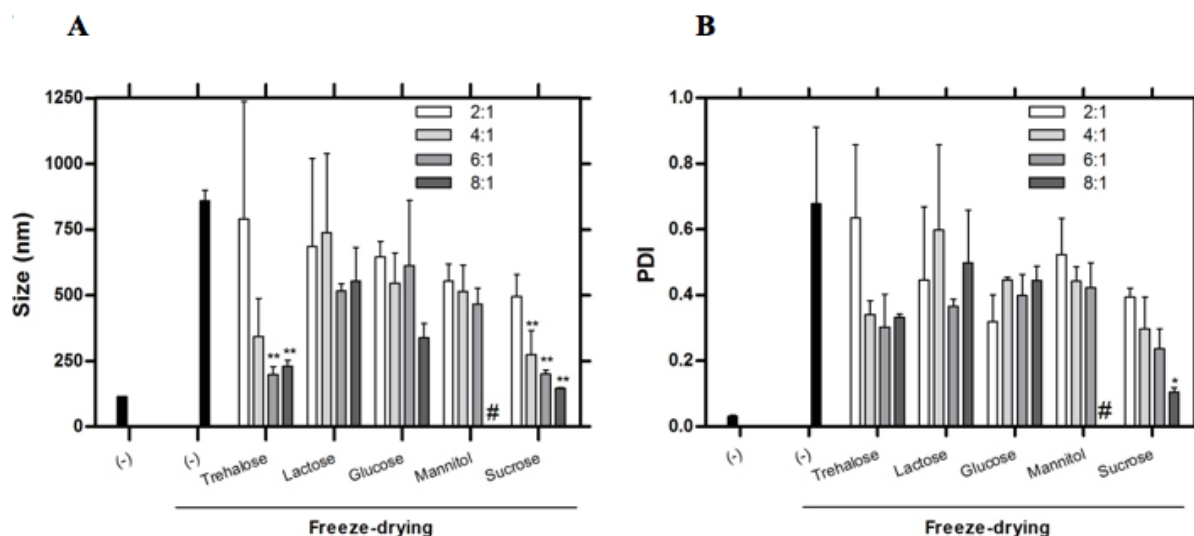 A
Size (nm)
1250
1000
750
500
250
0
2:1
4:1
6:1
8:1
**
**
**
**
**
#
(-)
(-)
Trehalose
Lactose
Glucose
Mannitol
Sucrose
Freeze-drying
B
PDI
1.0
0.8
0.6
0.4
0.2
0.0
2:1
4:1
6:1
8:1
*
#
(-)
(-)
Trehalose
Lactose
Glucose
Mannitol
Sucrose
Freeze-drying